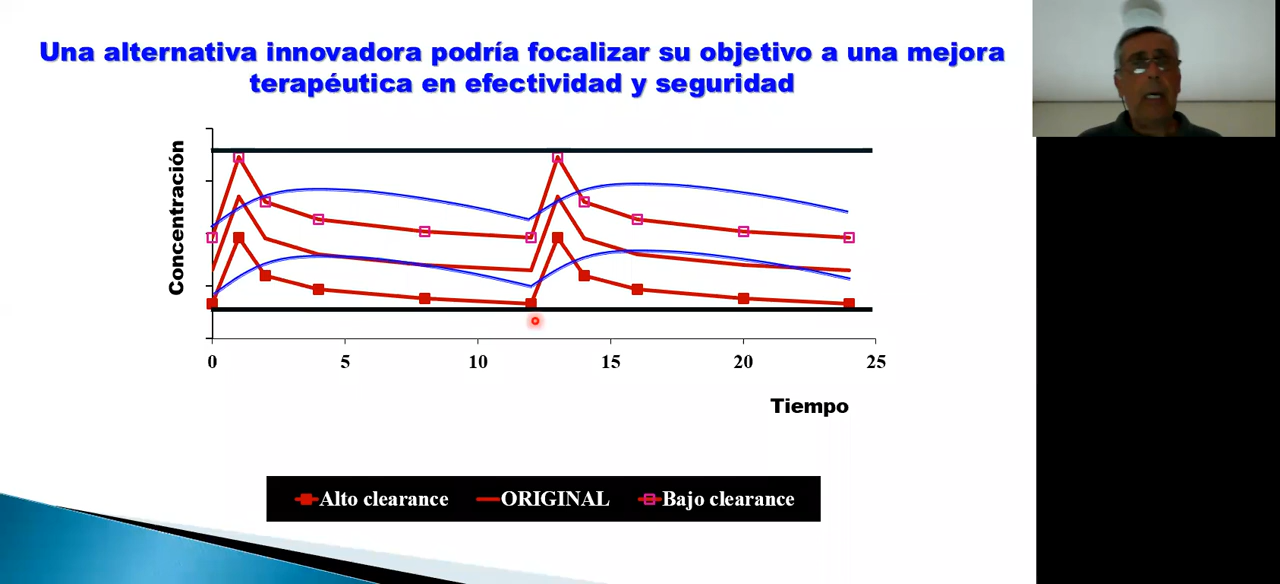 Una alternativa innovadora podría focalizar su objetivo a una mejora
terapéutica en efectividad y seguridad
Concentración
0 5 10 15 20 25
Tiempo
Alto clearance ORIGINAL Bajo clearance